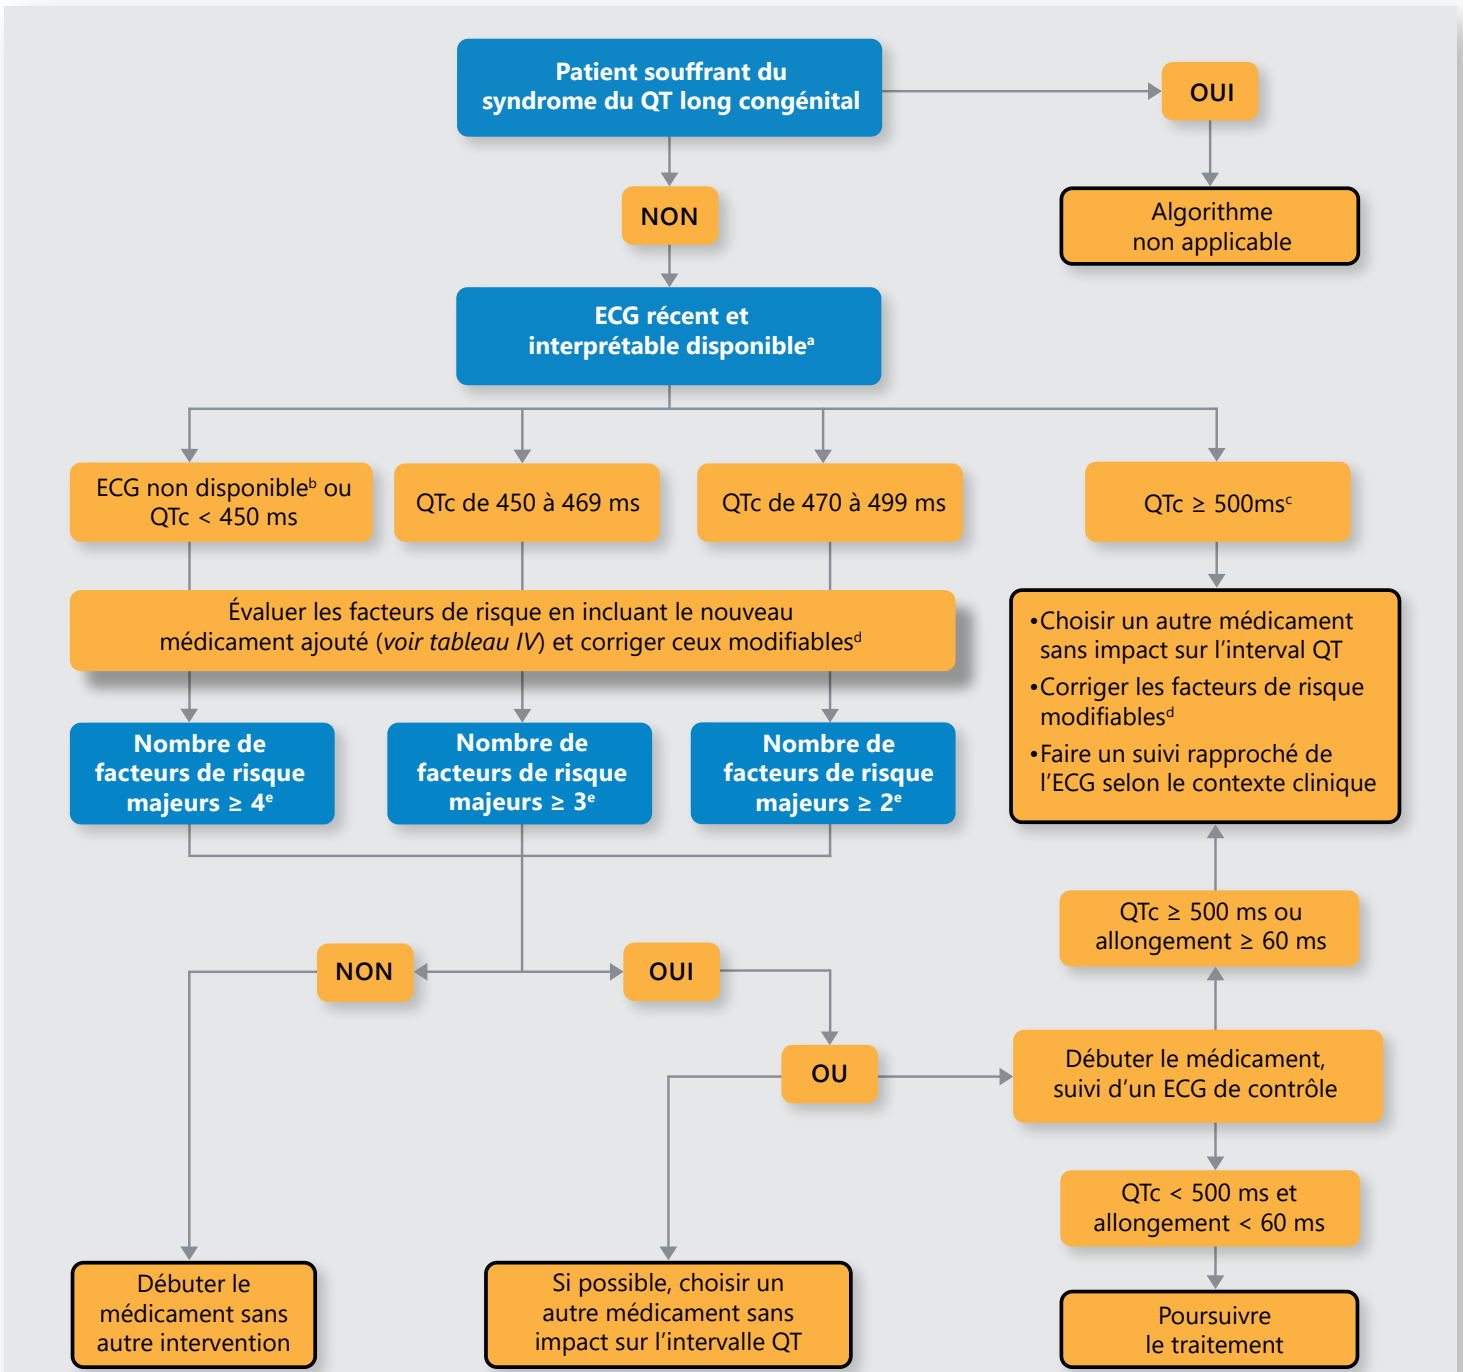 Patient souffrant du
syndrome du QT long congénital
OUI
NON
Algorithme
non applicable
ECG récent et
interprétable disponibleᵃ
ECG non disponibleᵇ ou
QTc < 450 ms
QTc de 450 à 469 ms
QTc de 470 à 499 ms
QTc ≥ 500msᶜ
Évaluer les facteurs de risque en incluant le nouveau
médicament ajouté (voir tableau IV) et corriger ceux modifiablesᵈ
•Choisir un autre médicament
sans impact sur l’interval QT
•Corriger les facteurs de risque
modifiablesᵈ
•Faire un suivi rapproché de
l’ECG selon le contexte clinique
Nombre de
facteurs de risque
majeurs ≥ 4ᵉ
Nombre de
facteurs de risque
majeurs ≥ 3ᵉ
Nombre de
facteurs de risque
majeurs ≥ 2ᵉ
QTc ≥ 500 ms ou
allongement ≥ 60 ms
NON
OUI
OU
Débuter le médicament,
suivi d’un ECG de contrôle
QTc < 500 ms et
allongement < 60 ms
Débuter le
médicament sans
autre intervention
Si possible, choisir un
autre médicament sans
impact sur l’intervalle QT
Poursuivre
le traitement